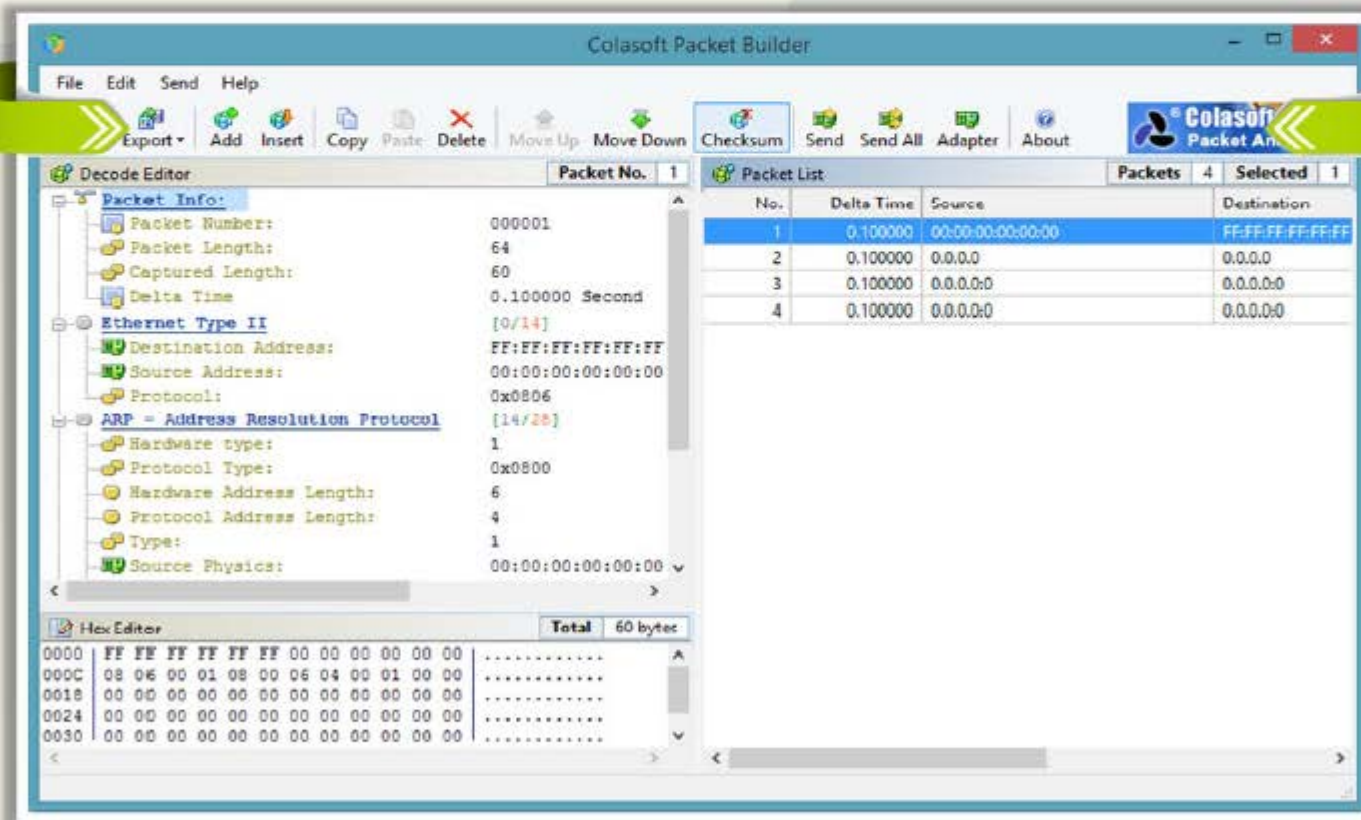 Colasoft Packet Builder
File Edit Send Help
Export Add Insert Copy Paste Delete Move Up Move Down Checksum Send Send All Adapter About
® Colasoft
Packet An
Decode Editor Packet No. 1
Packet Info:
Packet Number: 000001
Packet Length: 64
Captured Length: 60
Delta Time 0.100000 Second
Ethernet Type II [0/14]
Destination Address: FF:FF:FF:FF:FF:FF
Source Address: 00:00:00:00:00:00
Protocol: 0x0806
ARP - Address Resolution Protocol [14/28]
Hardware type: 1
Protocol Type: 0x0800
Hardware Address Length: 6
Protocol Address Length: 4
Type: 1
Source Physics: 00:00:00:00:00:00
Hex Editor Total 60 bytes
0000 FF FF FF FF FF FF 00 00 00 00 00 00 ............
000C 08 06 00 01 08 00 06 04 00 01 00 00 ............
0018 00 00 00 00 00 00 00 00 00 00 00 00 ............
0024 00 00 00 00 00 00 00 00 00 00 00 00 ............
0030 00 00 00 00 00 00 00 00 00 00 00 00 ............
Packet List Packets 4 Selected 1
No. Delta Time Source Destination
1 0.100000 00:00:00:00:00:00 FF:FF:FF:FF:FF:FF
2 0.100000 0.0.0.0 0.0.0.0
3 0.100000 0.0.0.0:0 0.0.0.0:0
4 0.100000 0.0.0.0:0 0.0.0.0:0